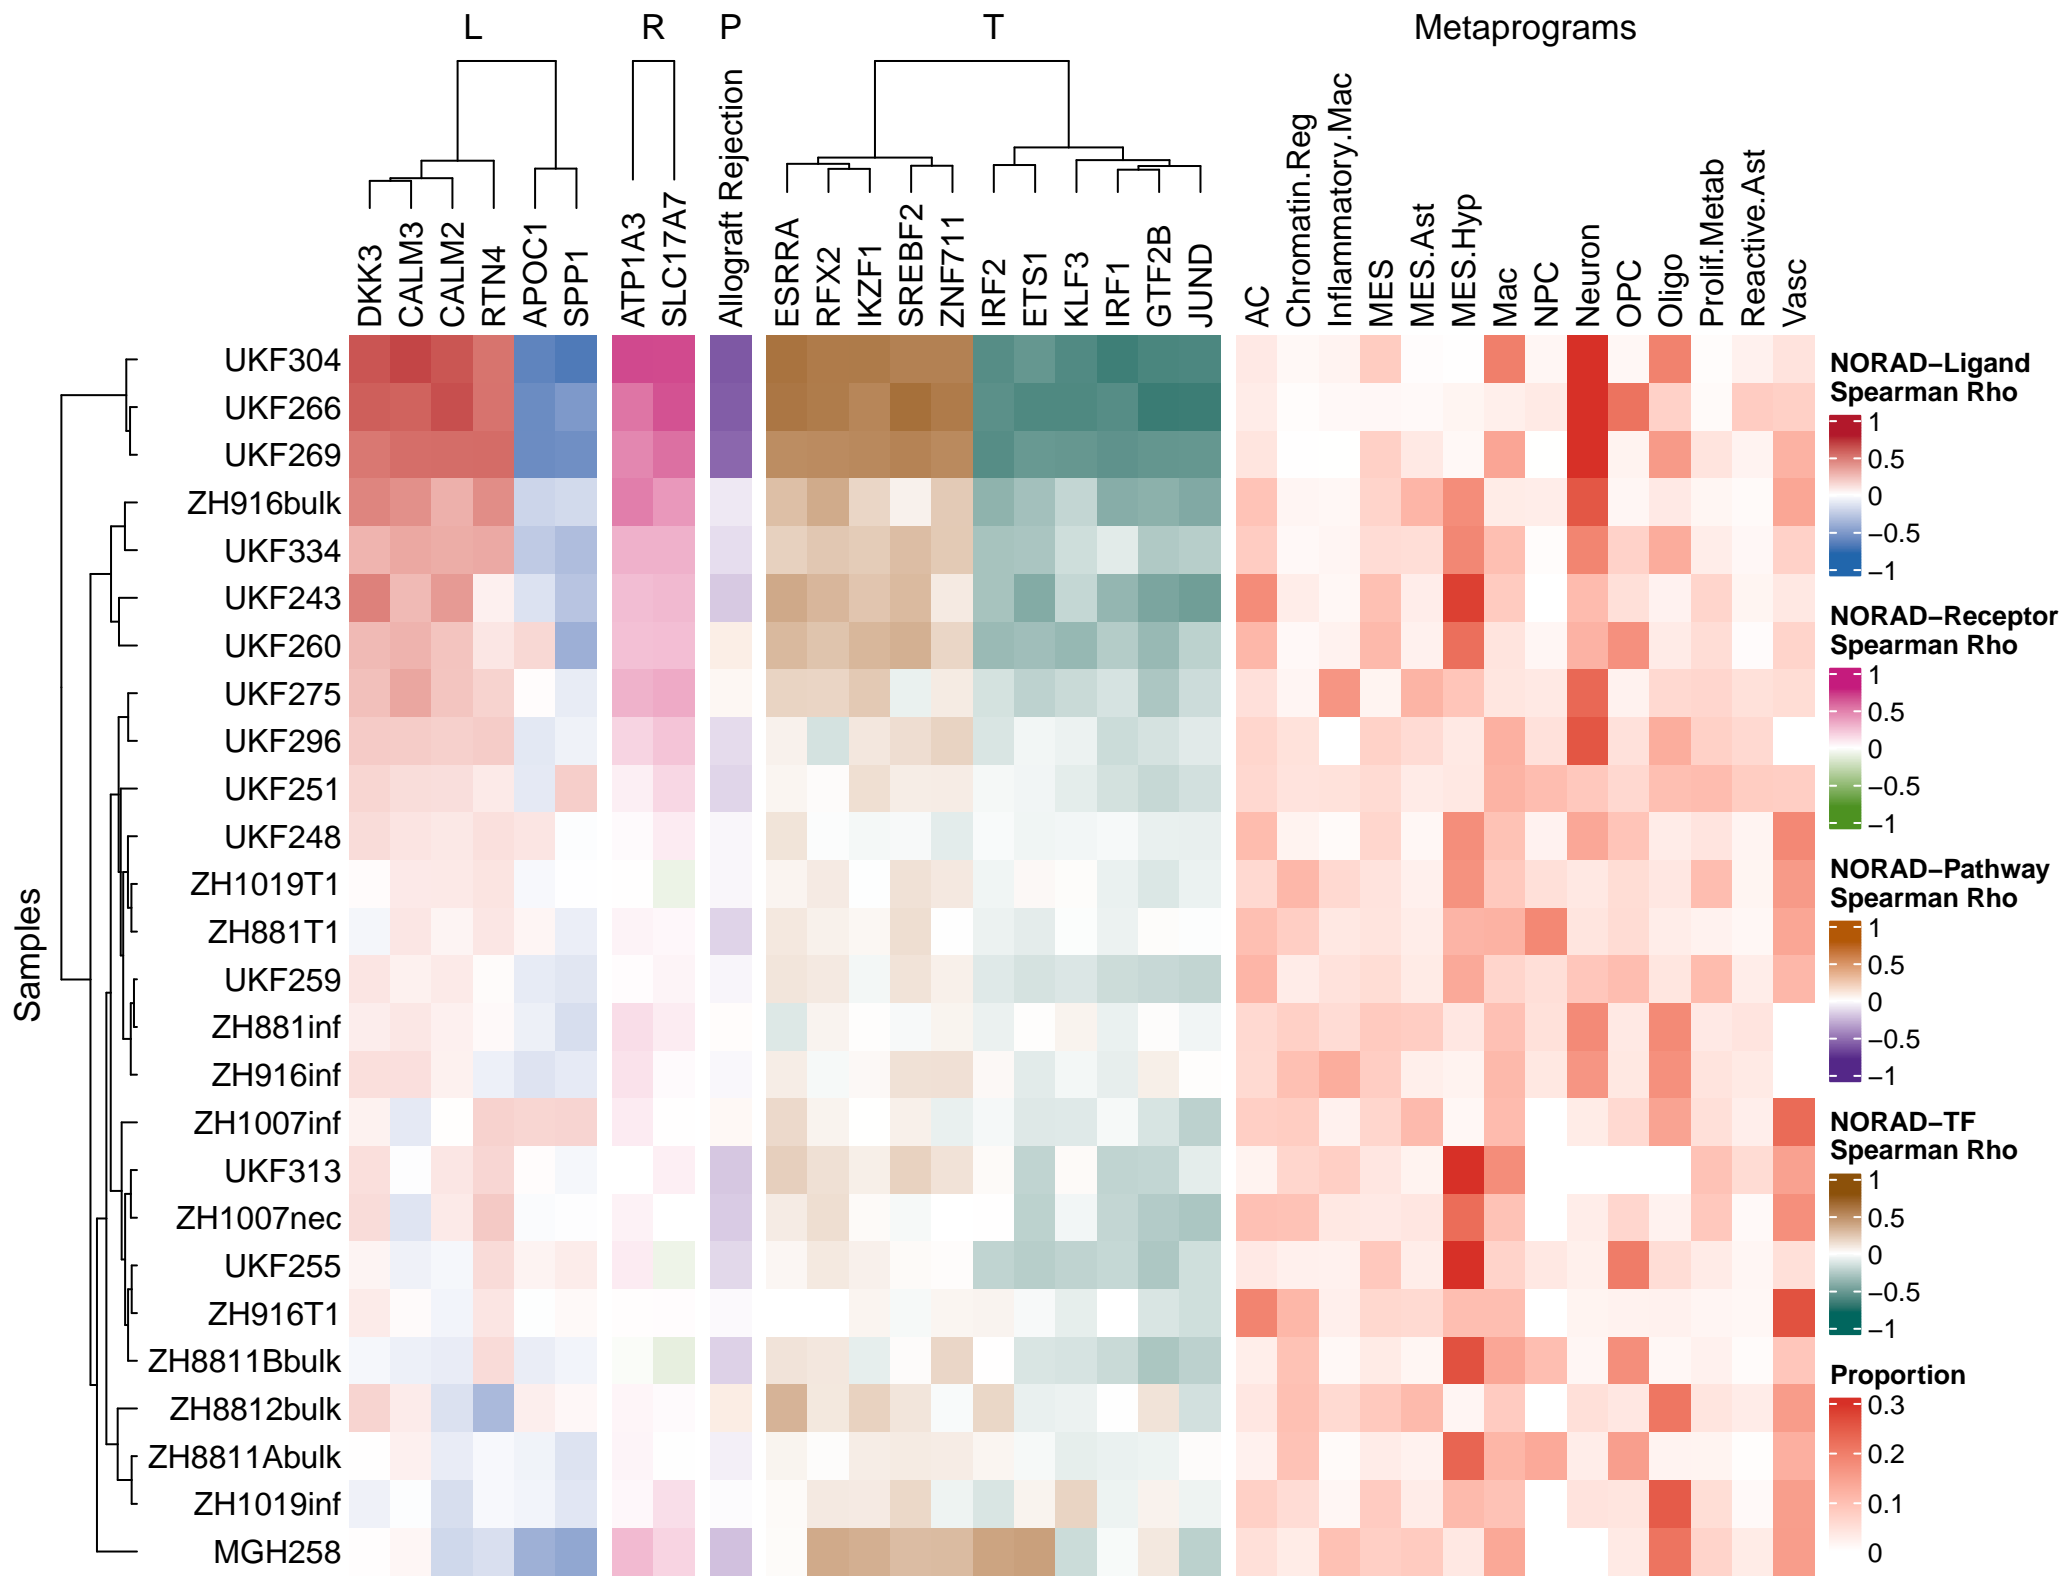 L R P T Metaprograms
DKK3
CALM3
CALM2
RTN4
APOC1
SPP1
ATP1A3
SLC17A7
Allograft Rejection
ESRRA
RFX2
IKZF1
SREBF2
ZNF711
IRF2
ETS1
KLF3
IRF1
GTF2B
JUND
AC
Chromatin.Reg
Inflammatory.Mac
MES
MES.Ast
MES.Hyp
Mac
NPC
Neuron
OPC
Oligo
Prolif.Metab
Reactive.Ast
Vasc
Samples
UKF304
UKF266
UKF269
ZH916bulk
UKF334
UKF243
UKF260
UKF275
UKF296
UKF251
UKF248
ZH1019T1
ZH881T1
UKF259
ZH881inf
ZH916inf
ZH1007inf
UKF313
ZH1007nec
UKF255
ZH916T1
ZH8811Bbulk
ZH8812bulk
ZH8811Abulk
ZH1019inf
MGH258
NORAD−Ligand
Spearman Rho
1
0.5
0
−0.5
−1
NORAD−Receptor
Spearman Rho
1
0.5
0
−0.5
−1
NORAD−Pathway
Spearman Rho
1
0.5
0
−0.5
−1
NORAD−TF
Spearman Rho
1
0.5
0
−0.5
−1
Proportion
0.3
0.2
0.1
0